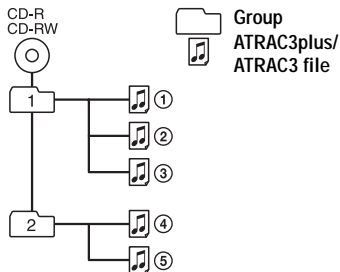 CD-R
CD-RW
Group
ATRAC3plus/
ATRAC3 file
1
①
②
③
2
④
⑤